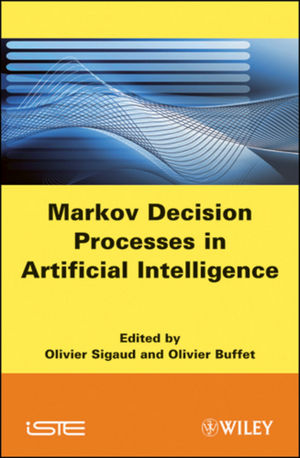 Markov Decision
Processes in
Artificial Intelligence
Edited by
Olivier Sigaud and Olivier Buffet
iSTE
WILEY